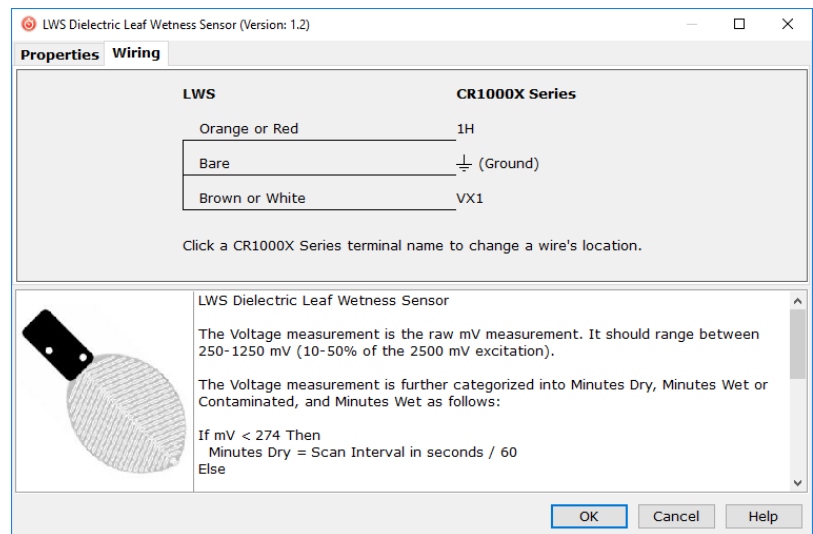 LWS Dielectric Leaf Wetness Sensor (Version: 1.2)
Properties Wiring
LWS CR1000X Series
Orange or Red 1H
Bare ⏚ (Ground)
Brown or White VX1
Click a CR1000X Series terminal name to change a wire's location.
LWS Dielectric Leaf Wetness Sensor
The Voltage measurement is the raw mV measurement. It should range between
250-1250 mV (10-50% of the 2500 mV excitation).
The Voltage measurement is further categorized into Minutes Dry, Minutes Wet or
Contaminated, and Minutes Wet as follows:
If mV < 274 Then
Minutes Dry = Scan Interval in seconds / 60
Else
OK Cancel Help